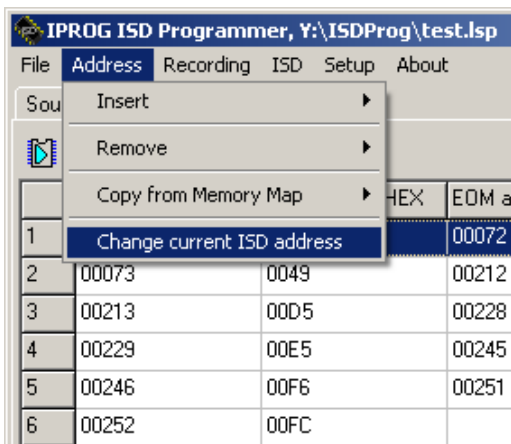 IPROG ISD Programmer, Y:\ISDProg\test.lsp
File Address Recording ISD Setup About
Sou
Insert
Remove
Copy from Memory Map
HEX EOM a
Change current ISD address
1 00072
2 00073 0049 00212
3 00213 00D5 00228
4 00229 00E5 00245
5 00246 00F6 00251
6 00252 00FC